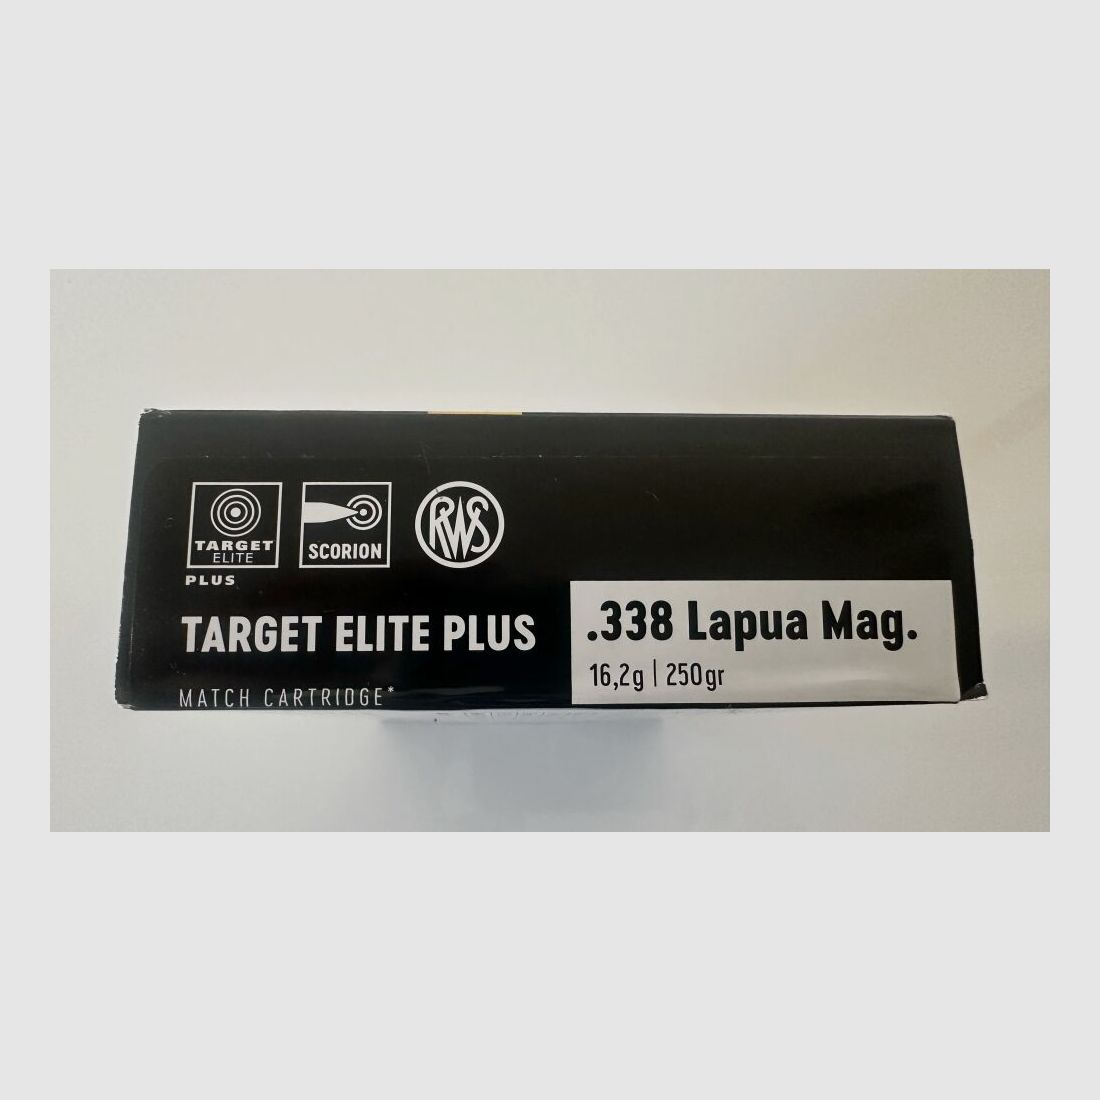 TARGET
ELITE
PLUS
SCORION
RWS
TARGET ELITE PLUS
MATCH CARTRIDGE*
.338 Lapua Mag.
16,2g | 250gr